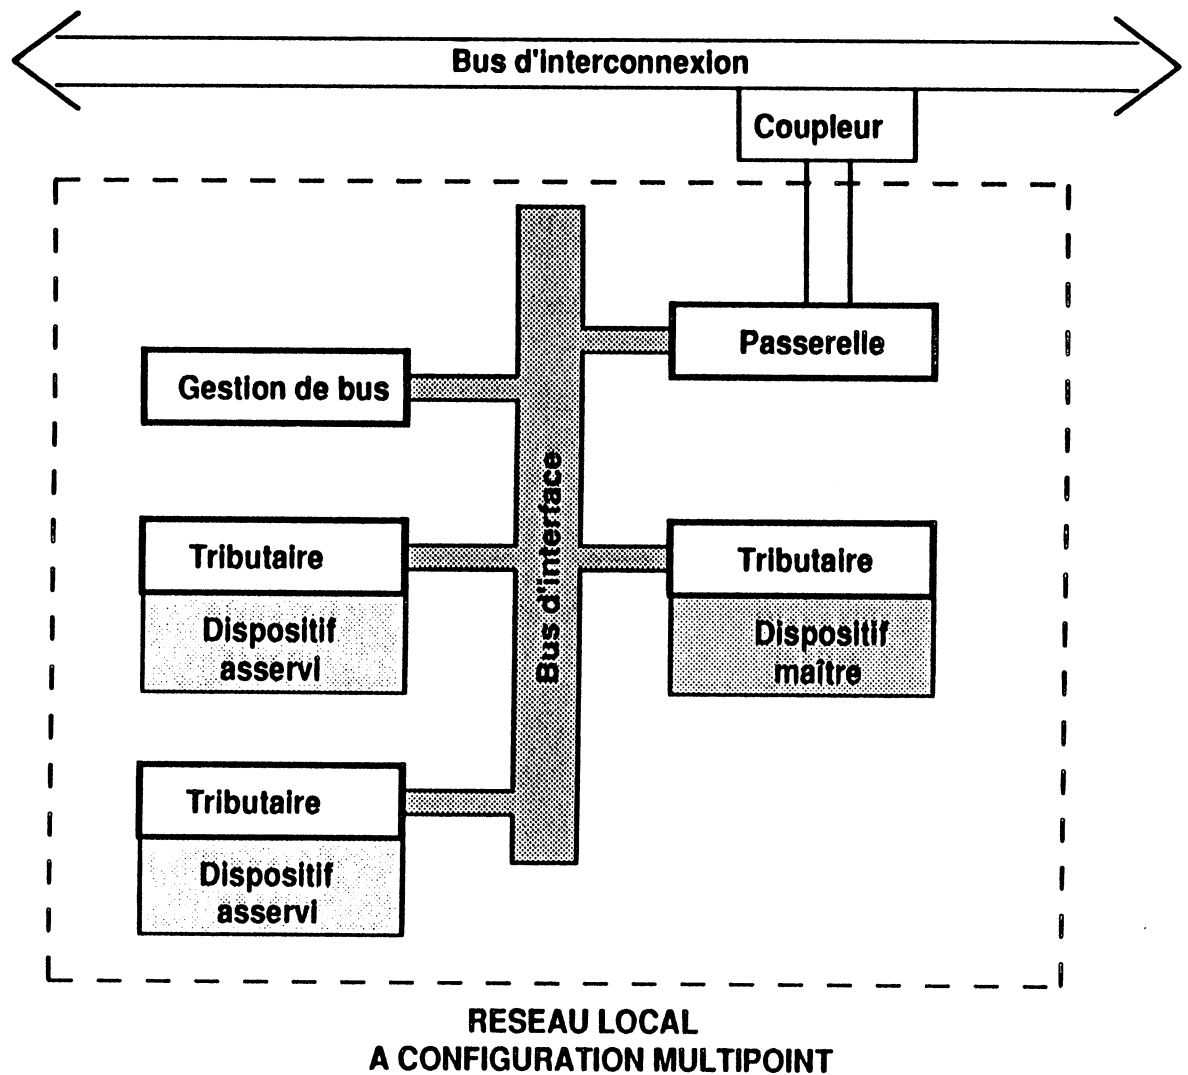 Bus d'interconnexion
Coupleur
Passerelle
Gestion de bus
Bus d'interface
Tributaire
Dispositif
asservi
Tributaire
Dispositif
maître
Tributaire
Dispositif
asservi
RESEAU LOCAL
A CONFIGURATION MULTIPOINT